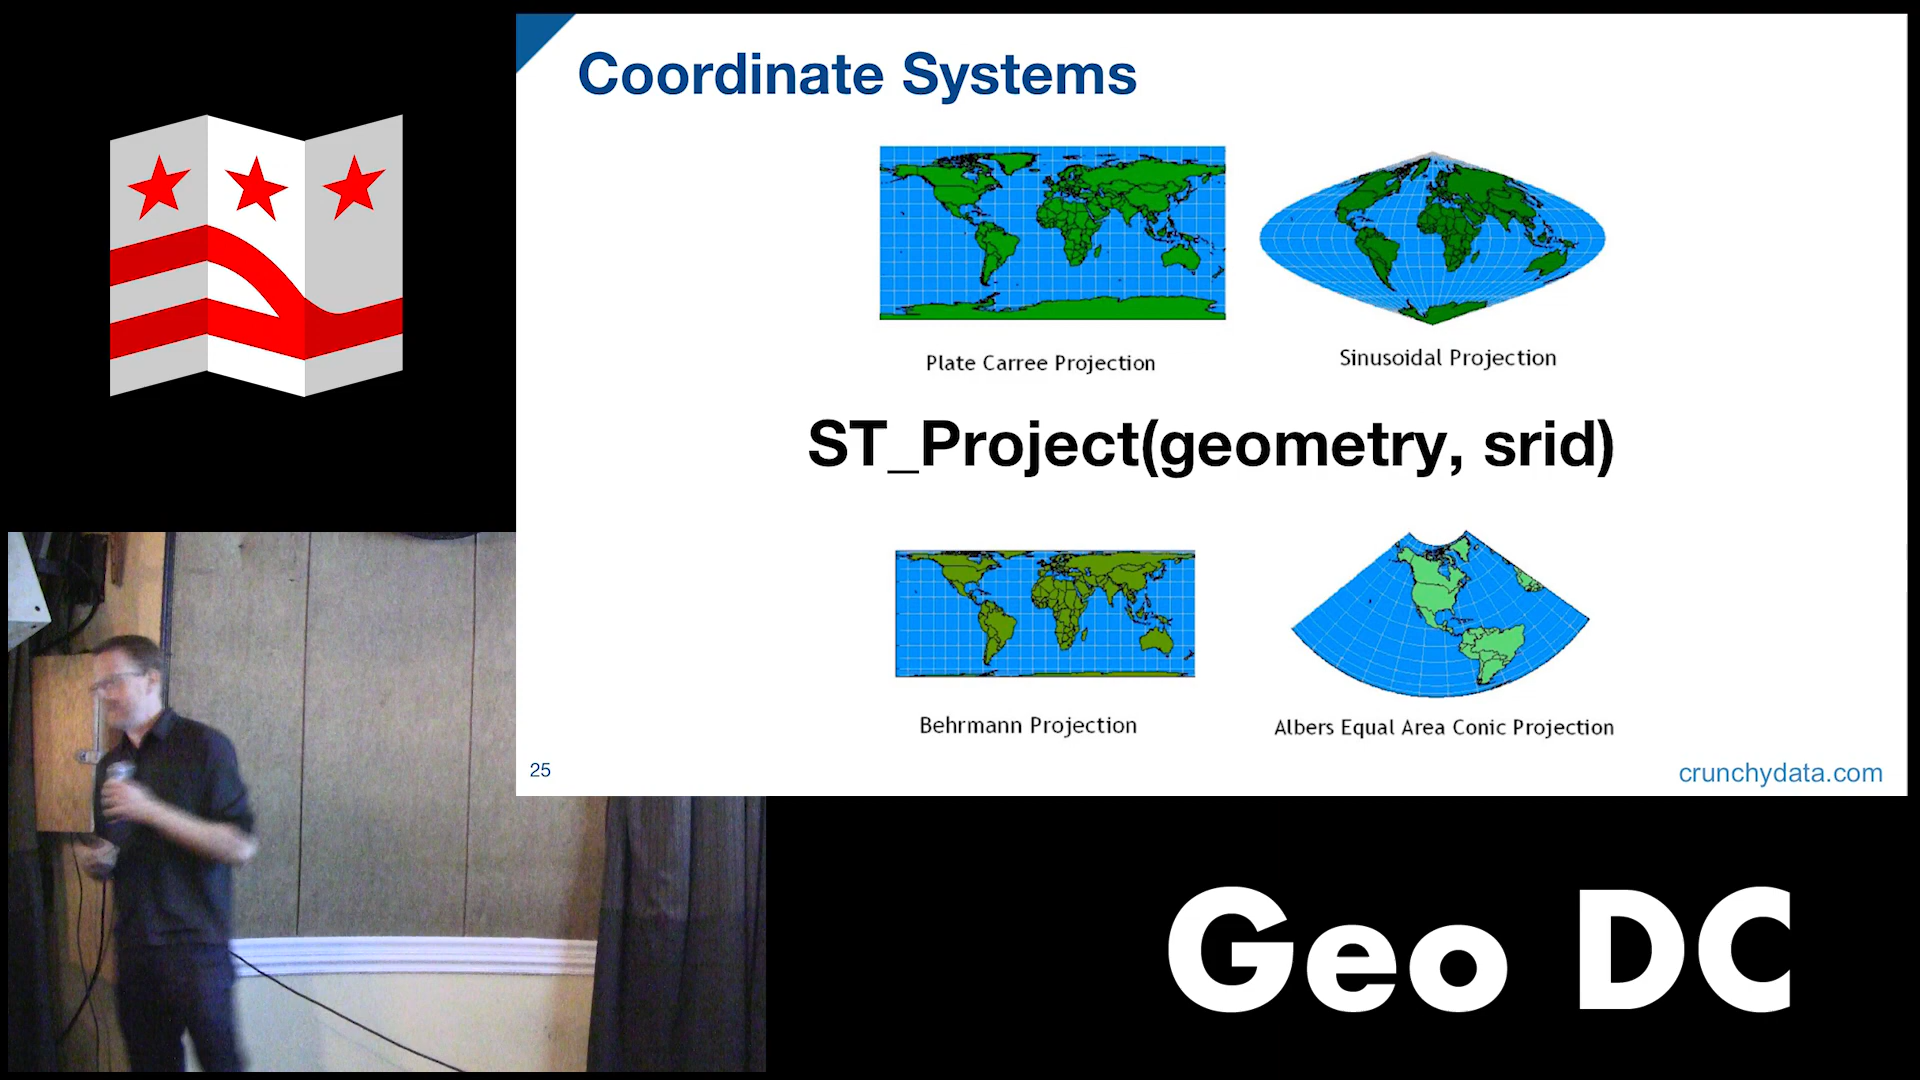 Coordinate Systems
Plate Carree Projection
Sinusoidal Projection
ST_Project(geometry, srid)
Behrmann Projection
Albers Equal Area Conic Projection
25
crunchydata.com
Geo DC